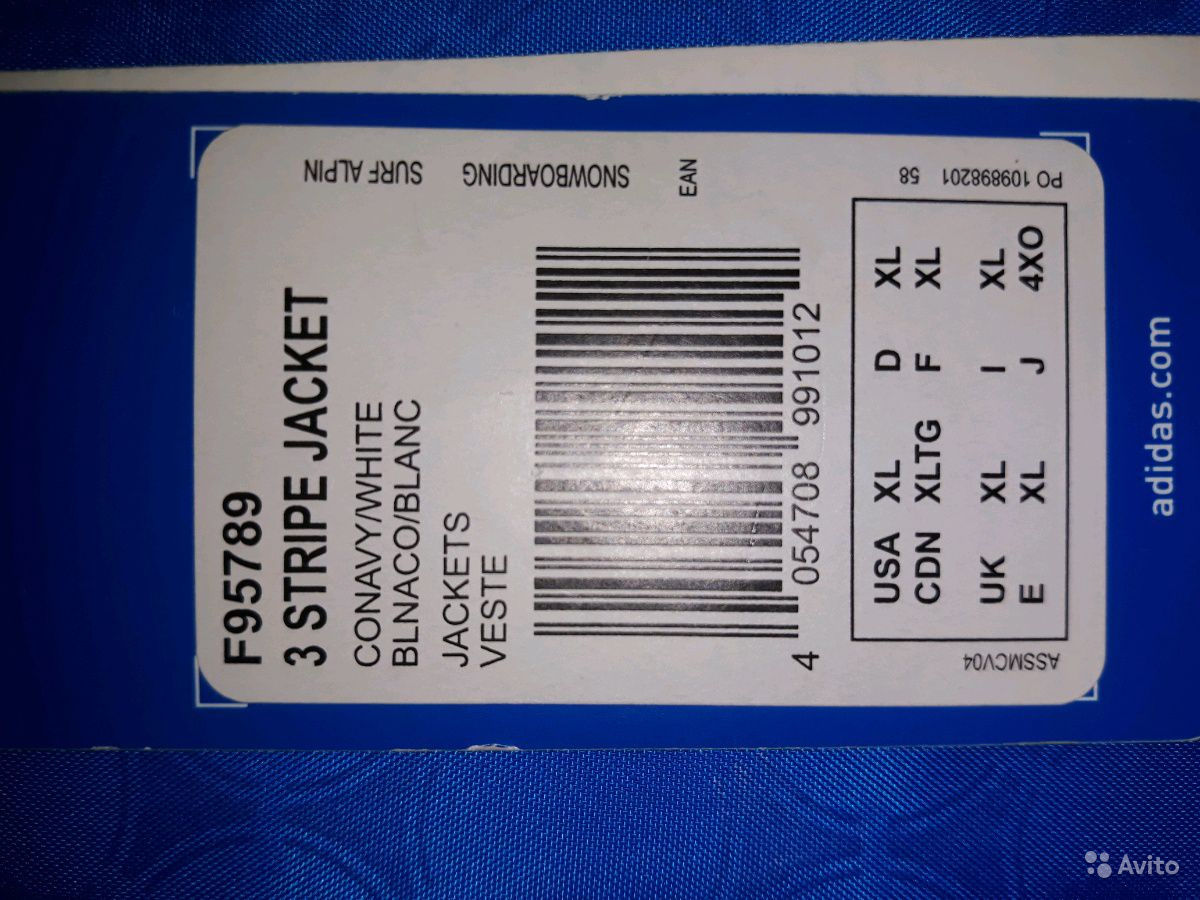 F95789
3 STRIPE JACKET
CONAVY/WHITE
BLNACO/BLANC
JACKETS
VESTE
SURF ALPIN
SNOWBOARDING
EAN
4 054708 991012
USA XL D XL
CDN XLTG F XL
UK XL I XL
E XL J 4XO
ASSMCV04
PO 109898201 58
adidas.com
Avito